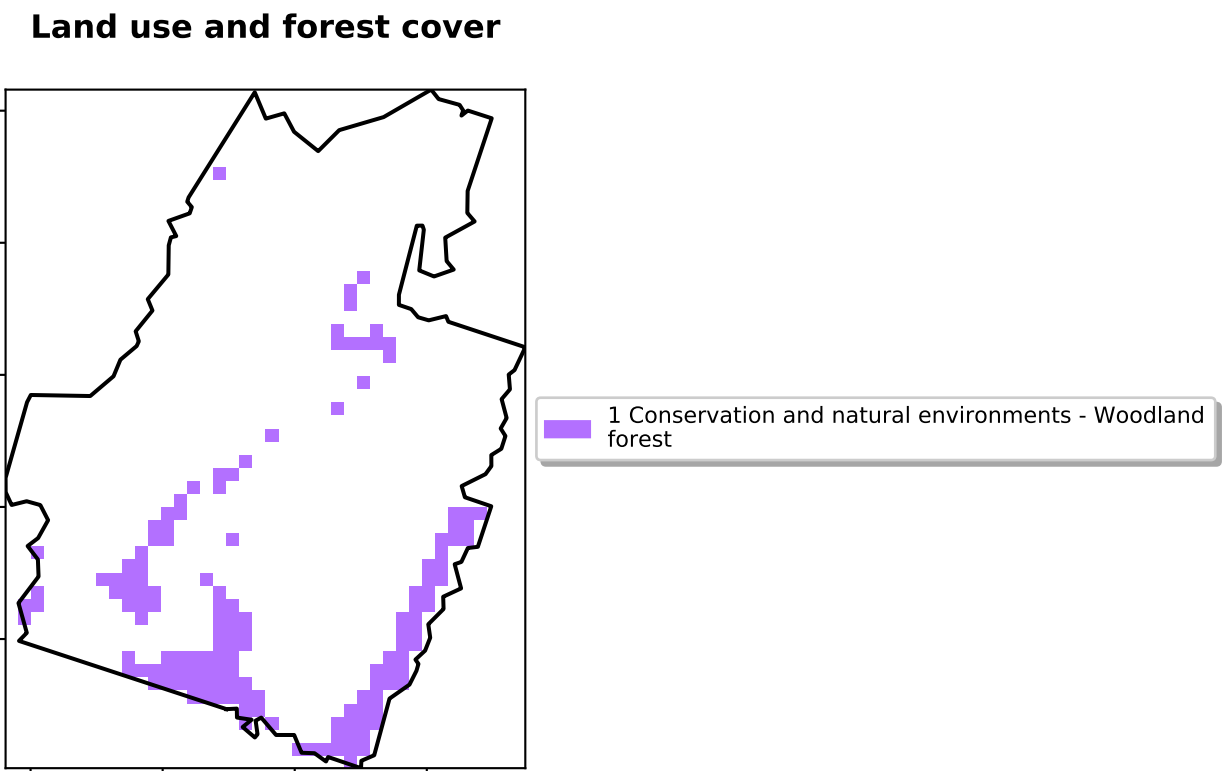 Land use and forest cover
1 Conservation and natural environments - Woodland
forest